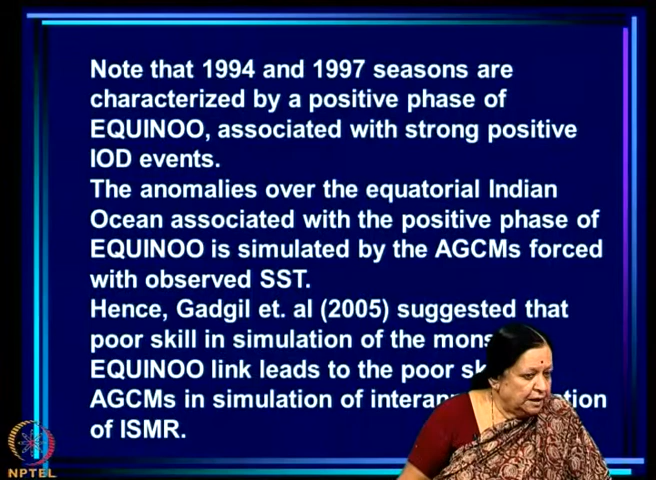 Note that 1994 and 1997 seasons are
characterized by a positive phase of
EQUINOO, associated with strong positive
IOD events.
The anomalies over the equatorial Indian
Ocean associated with the positive phase of
EQUINOO is simulated by the AGCMs forced
with observed SST.
Hence, Gadgil et. al (2005) suggested that
poor skill in simulation of the
EQUINOO link leads to the poor
AGCMs in simulation of
of ISMR.
NPTEL